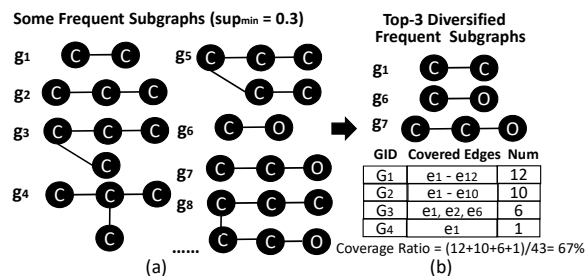 Some Frequent Subgraphs (supmin = 0.3)
g1 C C
g2 C C C
g3 C C C
C
g4 C C C
C
g5 C C C
C C
g6 C O
g7 C C O
g8 C C C
C C O
......
(a)
Top-3 Diversified
Frequent Subgraphs
g1 C C
g6 C O
g7 C C O
GID Covered Edges Num
G1 e1 - e12 12
G2 e1 - e10 10
G3 e1, e2, e6 6
G4 e1 1
Coverage Ratio = (12+10+6+1)/43= 67%
(b)